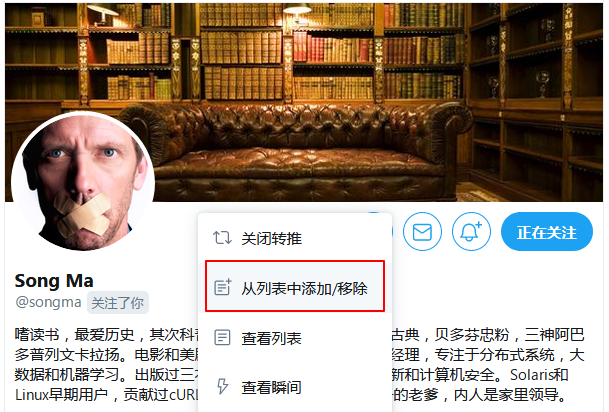 正在关注
关闭转推
从列表中添加/移除
查看列表
查看瞬间
Song Ma
@songma 关注了你
嗜读书，最爱历史，其次科 古典，贝多芬忠粉，三神阿巴
多普列文卡拉扬。电影和美 经理，专注于分布式系统，大
数据和机器学习。出版过三 新和计算机安全。Solaris和
Linux早期用户，贡献过cURL 的老爹，内人是家里领导。